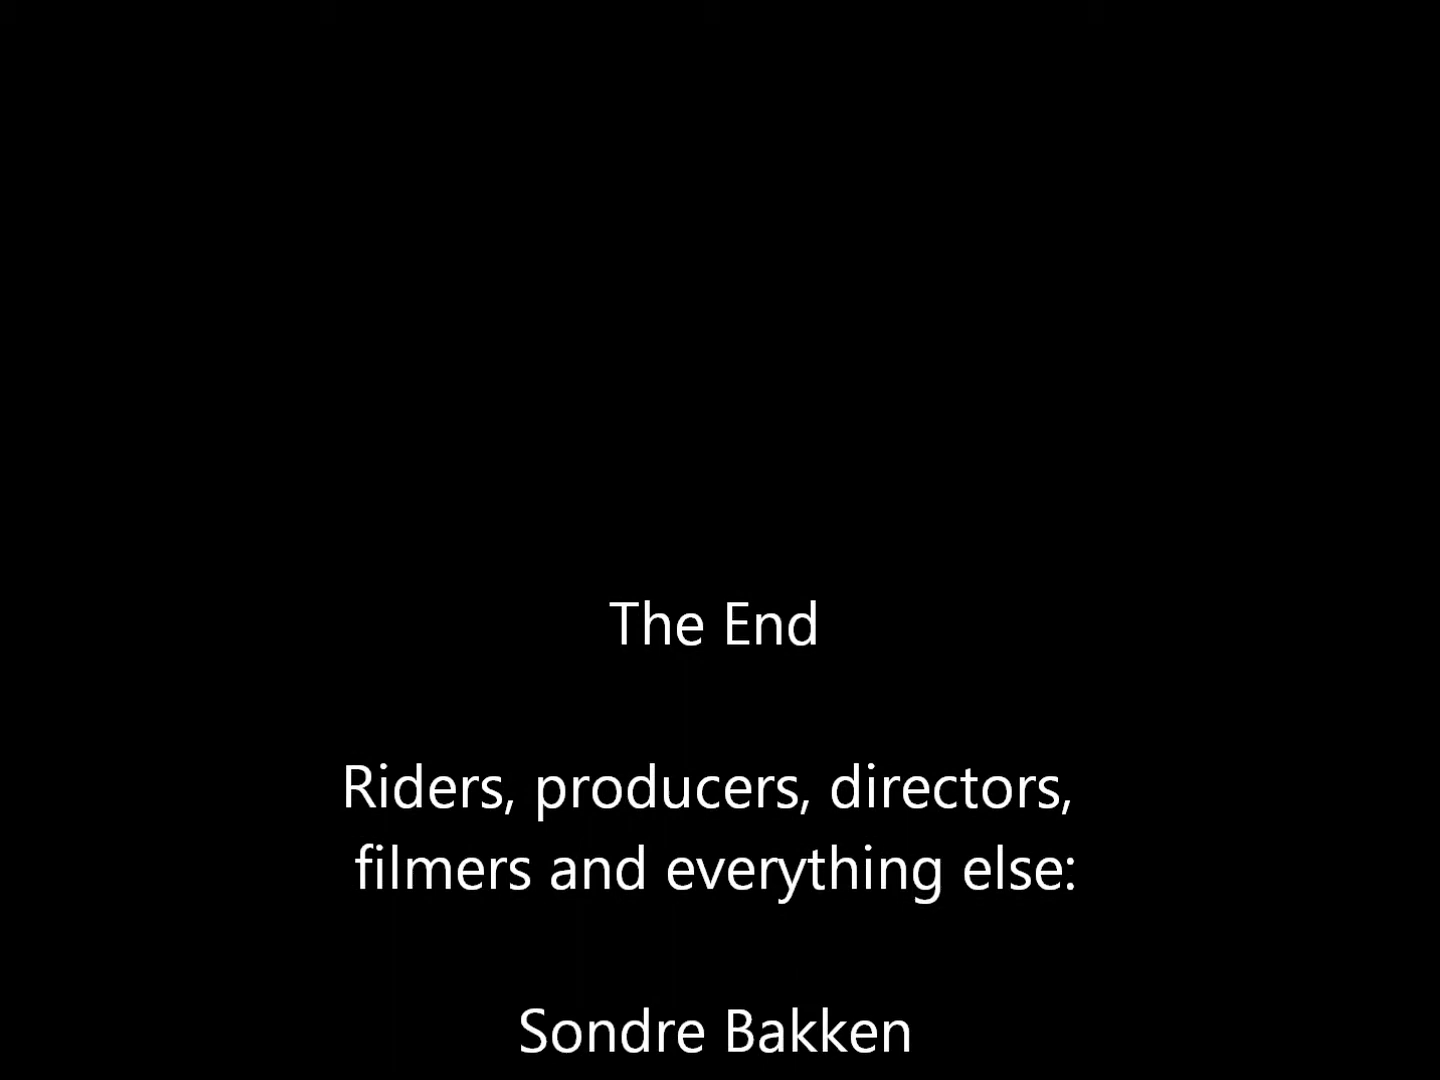 The End
Riders, producers, directors,
filmers and everything else:
Sondre Bakken